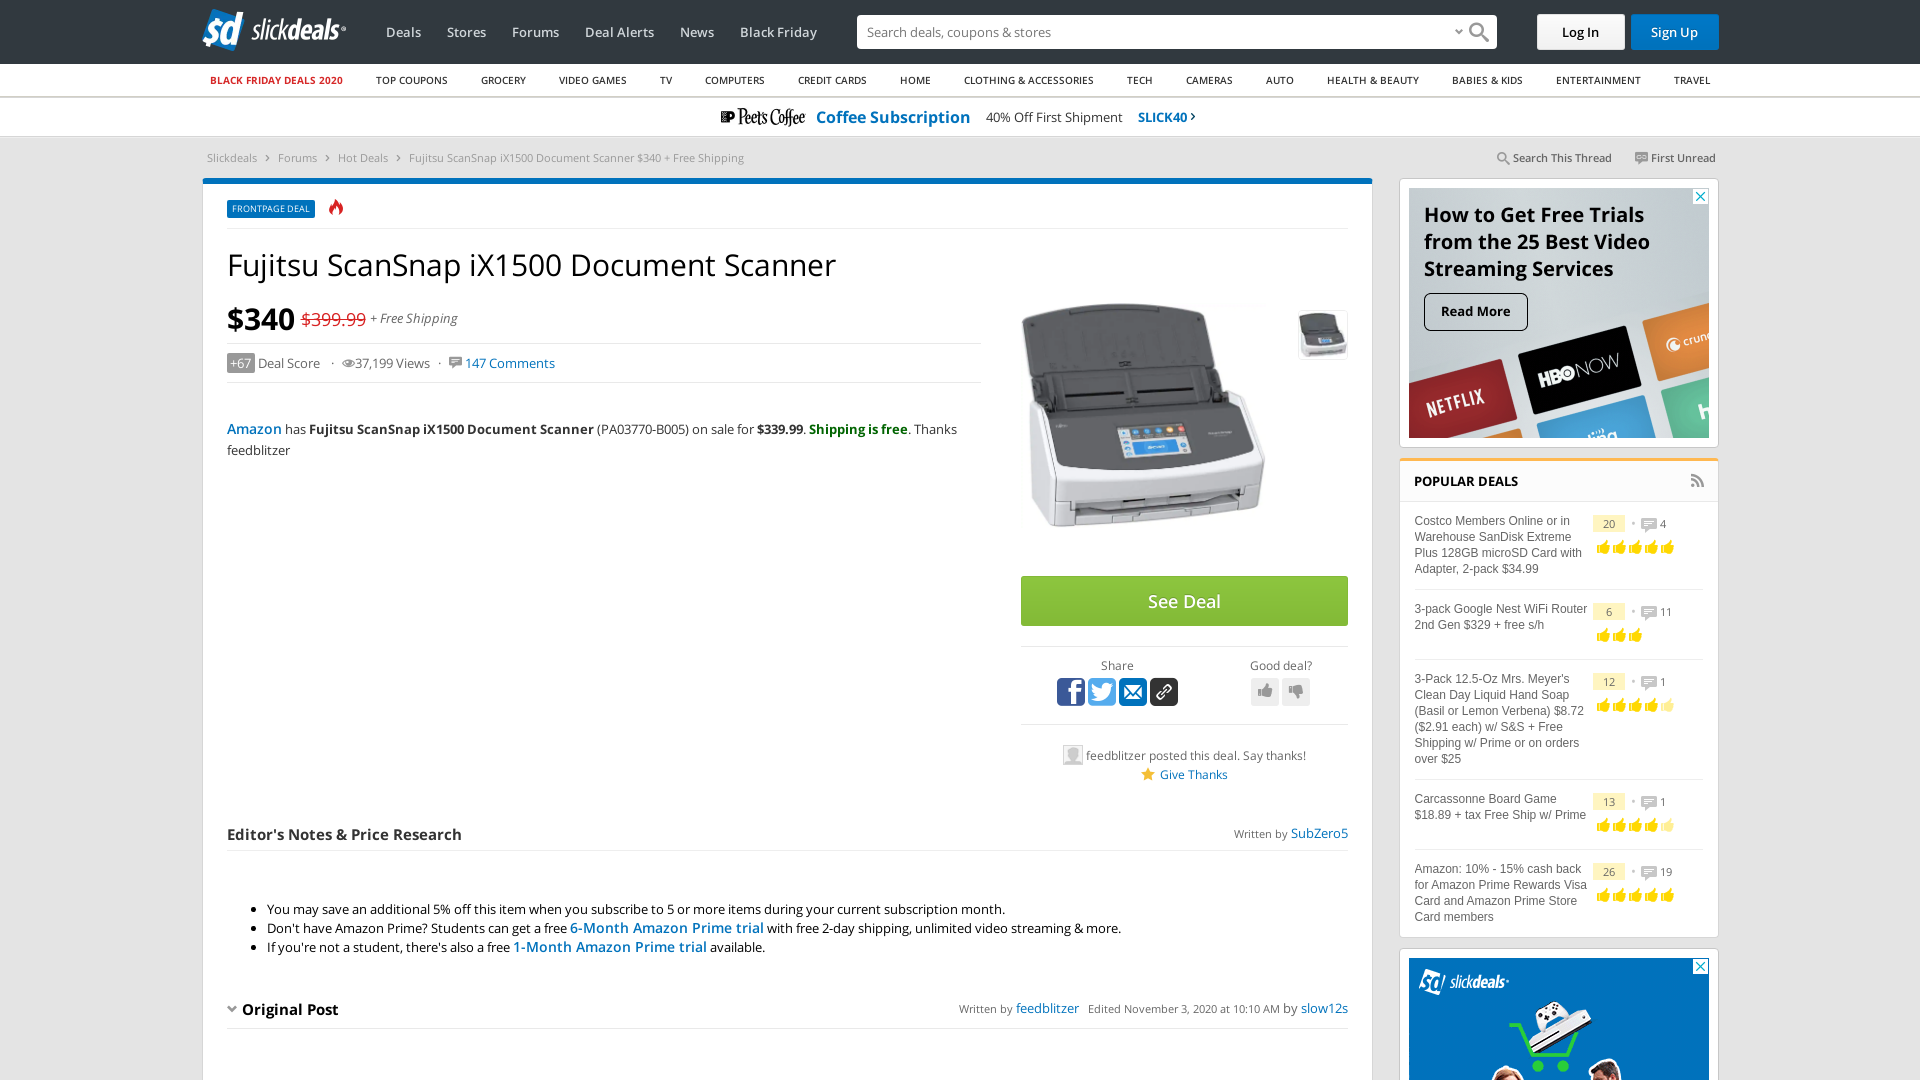 sd slickdeals
Deals
Stores
Forums
Deal Alerts
News
Black Friday
Search deals, coupons & stores
Log In
Sign Up
BLACK FRIDAY DEALS 2020
TOP COUPONS
GROCERY
VIDEO GAMES
TV
COMPUTERS
CREDIT CARDS
HOME
CLOTHING & ACCESSORIES
TECH
CAMERAS
AUTO
HEALTH & BEAUTY
BABIES & KIDS
ENTERTAINMENT
TRAVEL
Peet's Coffee Coffee Subscription 40% Off First Shipment SLICK40
Slickdeals > Forums > Hot Deals > Fujitsu ScanSnap iX1500 Document Scanner $340 + Free Shipping
Search This Thread
First Unread
FRONTPAGE DEAL
Fujitsu ScanSnap iX1500 Document Scanner
$340 $399.99 + Free Shipping
+67 Deal Score · 37,199 Views · 147 Comments
Amazon has Fujitsu ScanSnap iX1500 Document Scanner (PA03770-B005) on sale for $339.99. Shipping is free. Thanks
feedblitzer
See Deal
Share
Good deal?
feedblitzer posted this deal. Say thanks!
Give Thanks
Editor's Notes & Price Research
Written by SubZero5
You may save an additional 5% off this item when you subscribe to 5 or more items during your current subscription month.
Don't have Amazon Prime? Students can get a free 6-Month Amazon Prime trial with free 2-day shipping, unlimited video streaming & more.
If you're not a student, there's also a free 1-Month Amazon Prime trial available.
Original Post
Written by feedblitzer Edited November 3, 2020 at 10:10 AM by slow12s
How to Get Free Trials
from the 25 Best Video
Streaming Services
Read More
NETFLIX
HBO NOW
POPULAR DEALS
Costco Members Online or in
Warehouse SanDisk Extreme
Plus 128GB microSD Card with
Adapter, 2-pack $34.99
20 • 4
3-pack Google Nest WiFi Router
2nd Gen $329 + free s/h
6 • 11
3-Pack 12.5-Oz Mrs. Meyer's
Clean Day Liquid Hand Soap
(Basil or Lemon Verbena) $8.72
($2.91 each) w/ S&S + Free
Shipping w/ Prime or on orders
over $25
12 • 1
Carcassonne Board Game
$18.89 + tax Free Ship w/ Prime
13 • 1
Amazon: 10% - 15% cash back
for Amazon Prime Rewards Visa
Card and Amazon Prime Store
Card members
26 • 19
sd slickdeals